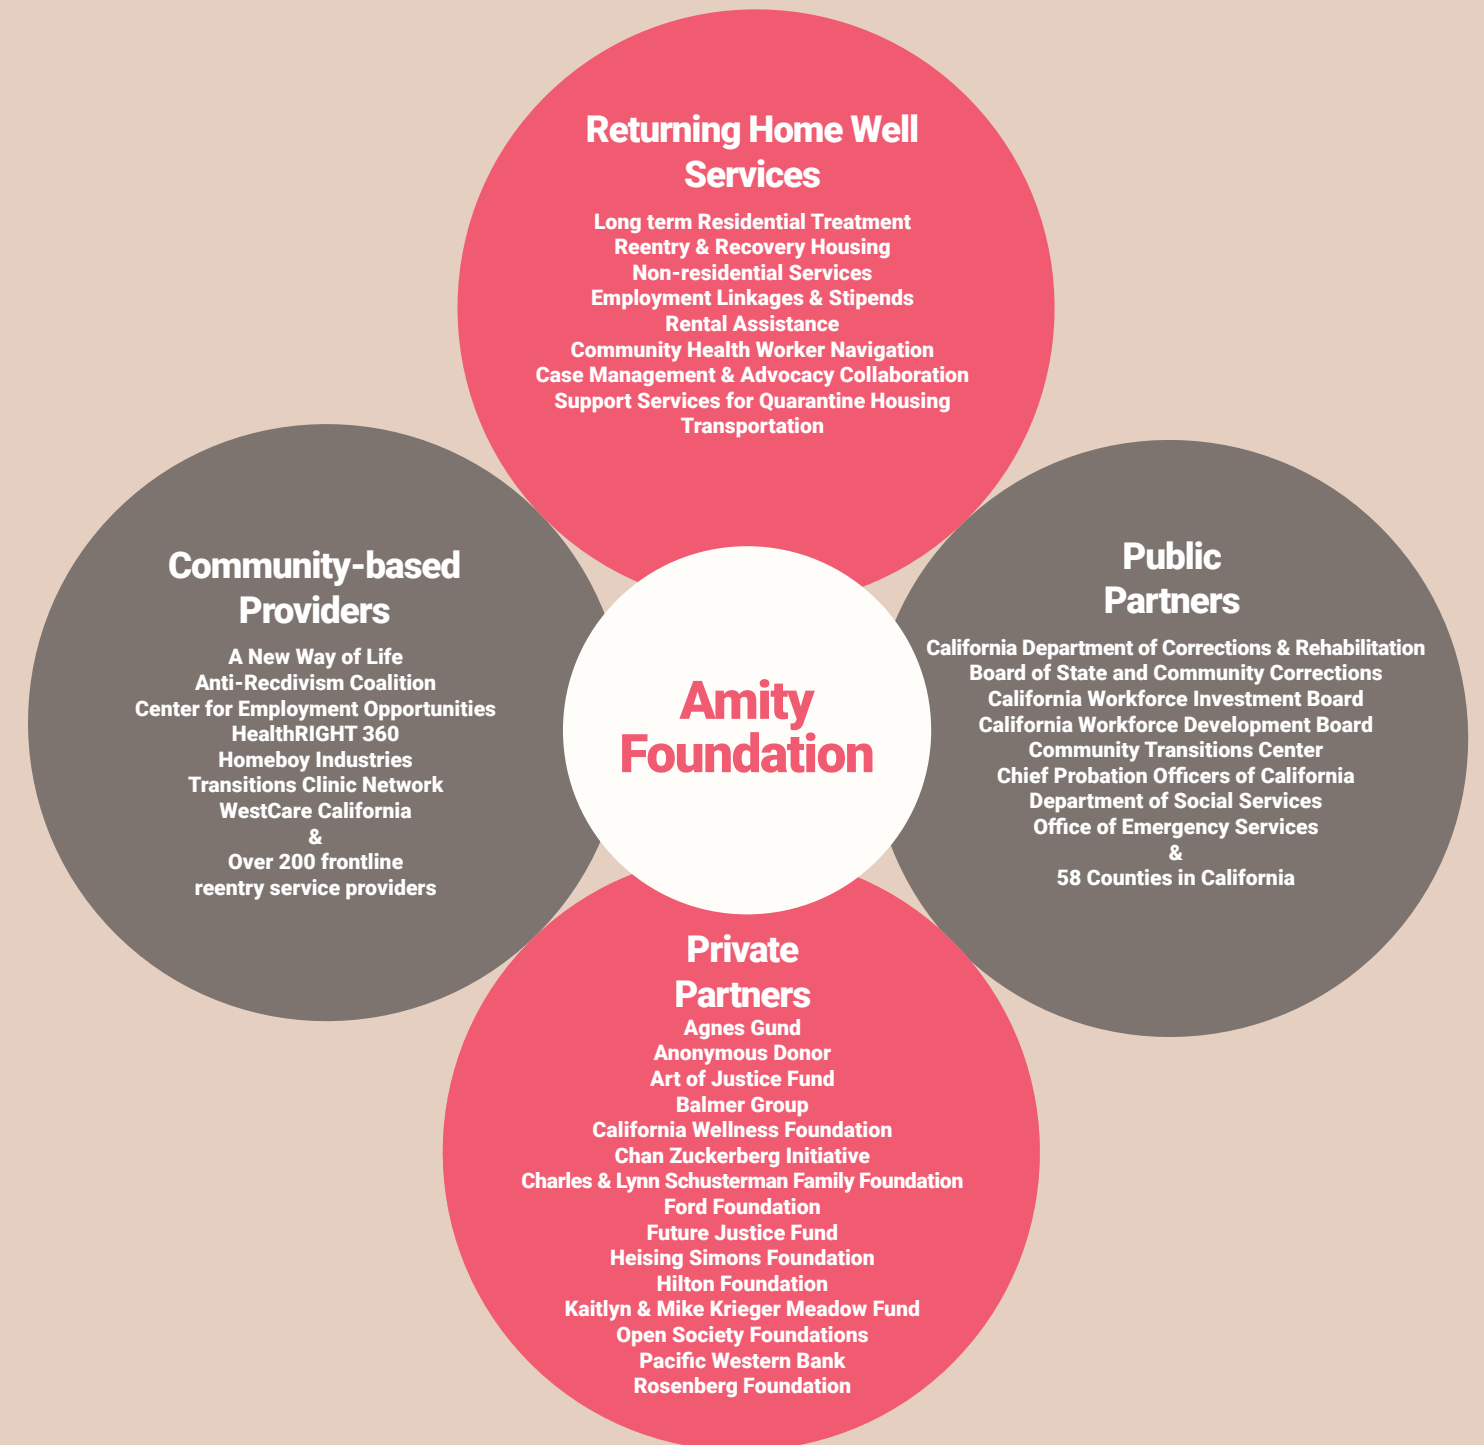 Returning Home Well
Services
Long term Residential Treatment
Reentry & Recovery Housing
Non-residential Services
Employment Linkages & Stipends
Rental Assistance
Community Health Worker Navigation
Case Management & Advocacy Collaboration
Support Services for Quarantine Housing
Transportation
Community-based
Providers
A New Way of Life
Anti-Recdivism Coalition
Center for Employment Opportunities
HealthRIGHT 360
Homeboy Industries
Transitions Clinic Network
WestCare California
&
Over 200 frontline
reentry service providers
Amity
Foundation
Public
Partners
California Department of Corrections & Rehabilitation
Board of State and Community Corrections
California Workforce Investment Board
California Workforce Development Board
Community Transitions Center
Chief Probation Officers of California
Department of Social Services
Office of Emergency Services
&
58 Counties in California
Private
Partners
Agnes Gund
Anonymous Donor
Art of Justice Fund
Balmer Group
California Wellness Foundation
Chan Zuckerberg Initiative
Charles & Lynn Schusterman Family Foundation
Ford Foundation
Future Justice Fund
Heising Simons Foundation
Hilton Foundation
Kaitlyn & Mike Krieger Meadow Fund
Open Society Foundations
Pacific Western Bank
Rosenberg Foundation